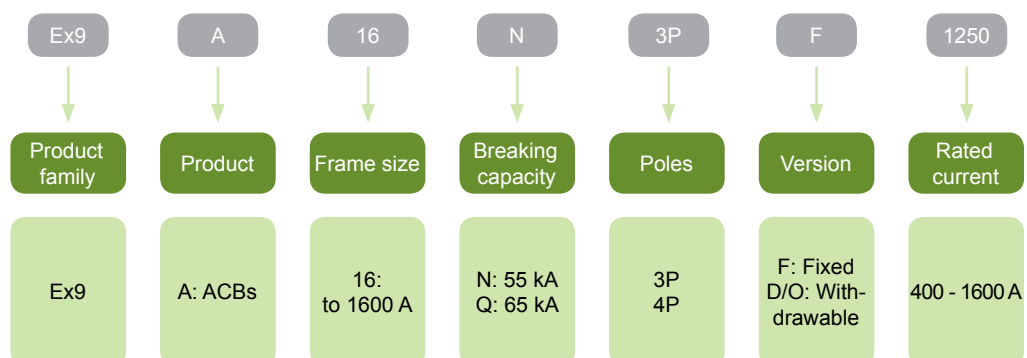 Ex9 A 16 N 3P F 1250
Product
family
Product
Frame size
Breaking
capacity
Poles
Version
Rated
current
Ex9
A: ACBs
16:
to 1600 A
N: 55 kA
Q: 65 kA
3P
4P
F: Fixed
D/O: With-
drawable
400 - 1600 A